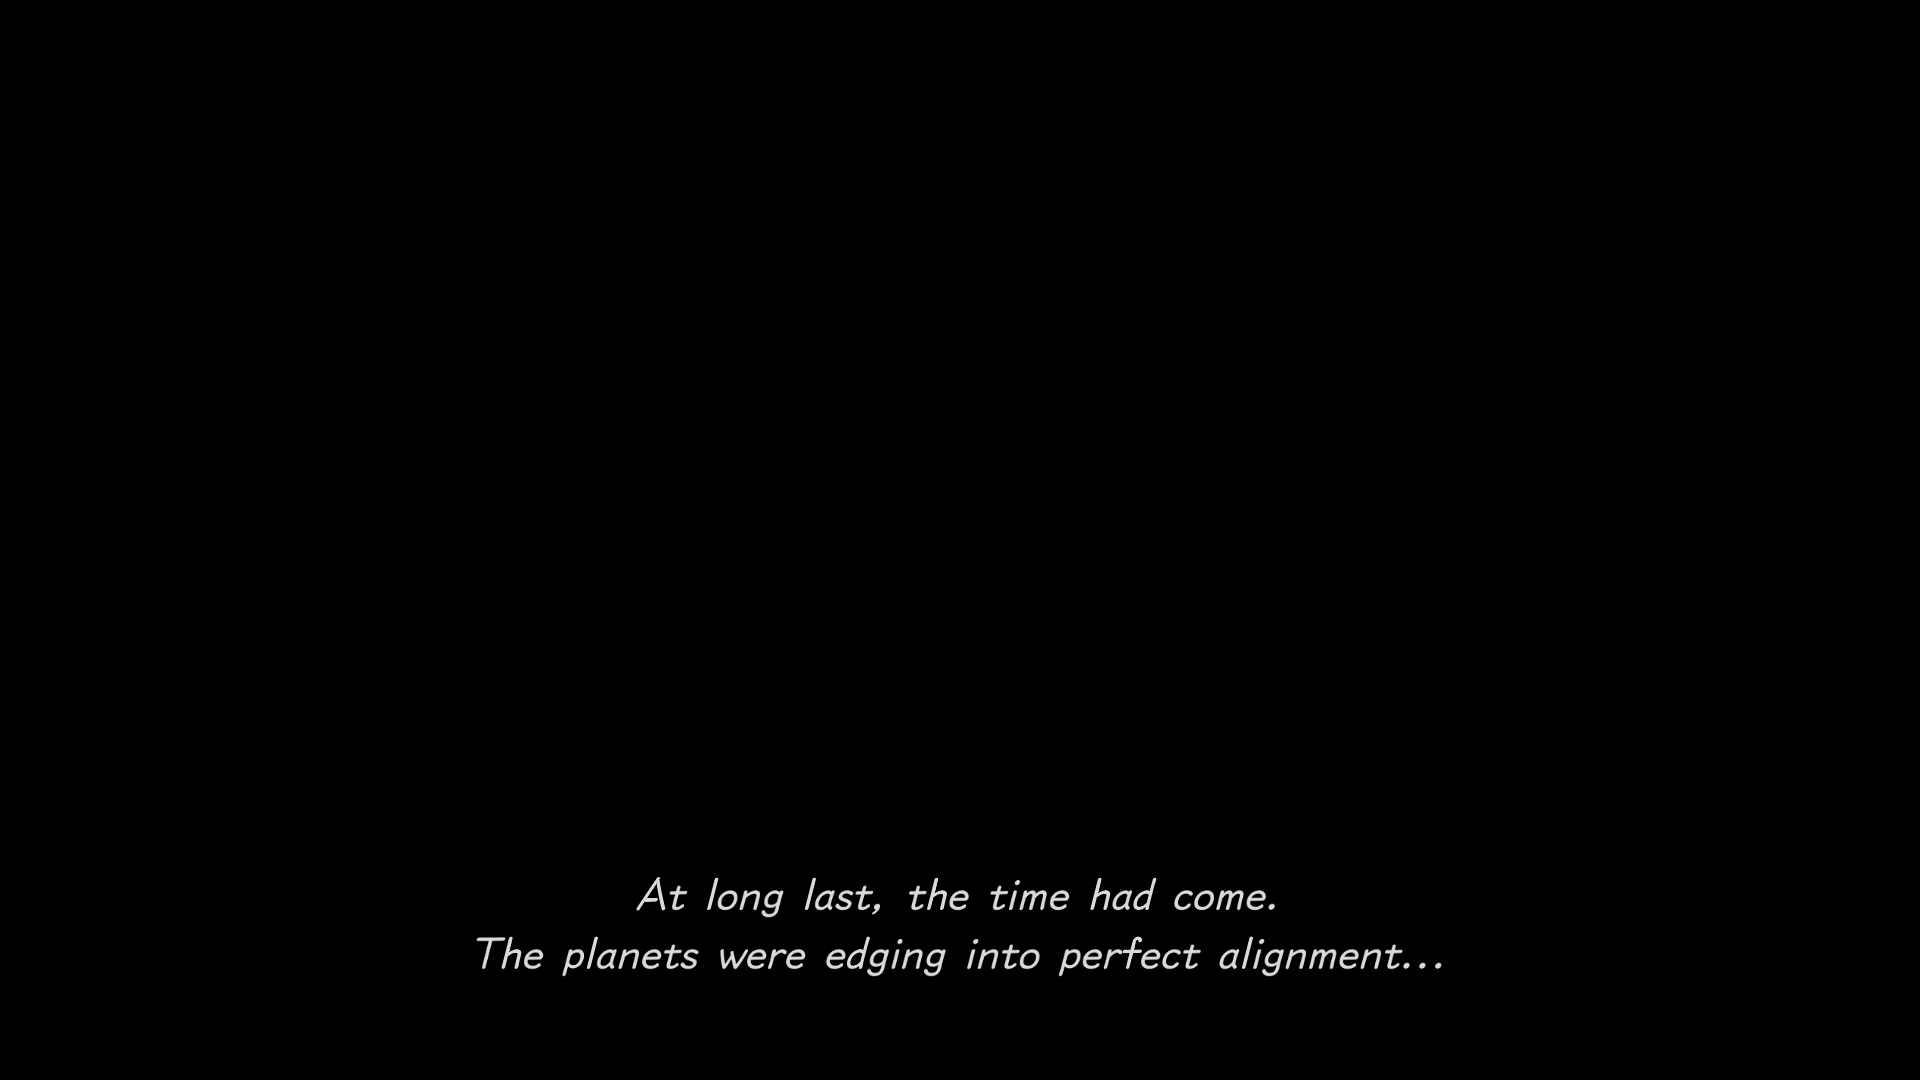 At long last, the time had come.
The planets were edging into perfect alignment...